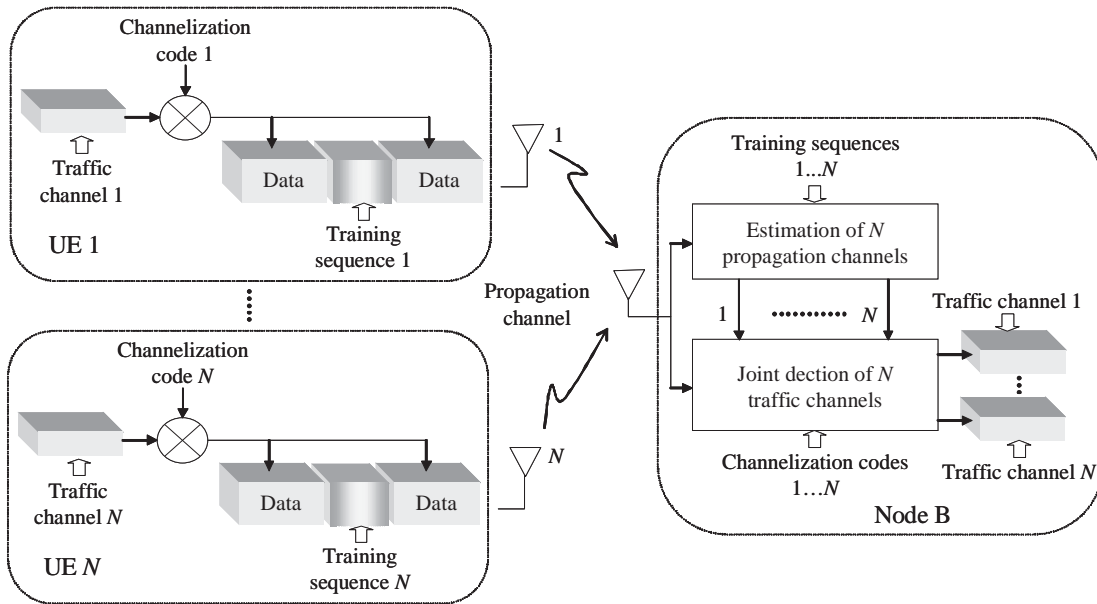 Channelization
code 1
Traffic
channel 1
Data
Data
Training
sequence 1
UE 1
1
Channelization
code N
Traffic
channel N
Data
Data
Training
sequence N
UE N
N
Propagation
channel
Training sequences
1...N
Estimation of N
propagation channels
1
N
Joint dection of N
traffic channels
Channelization codes
1...N
Traffic channel 1
Traffic channel N
Node B